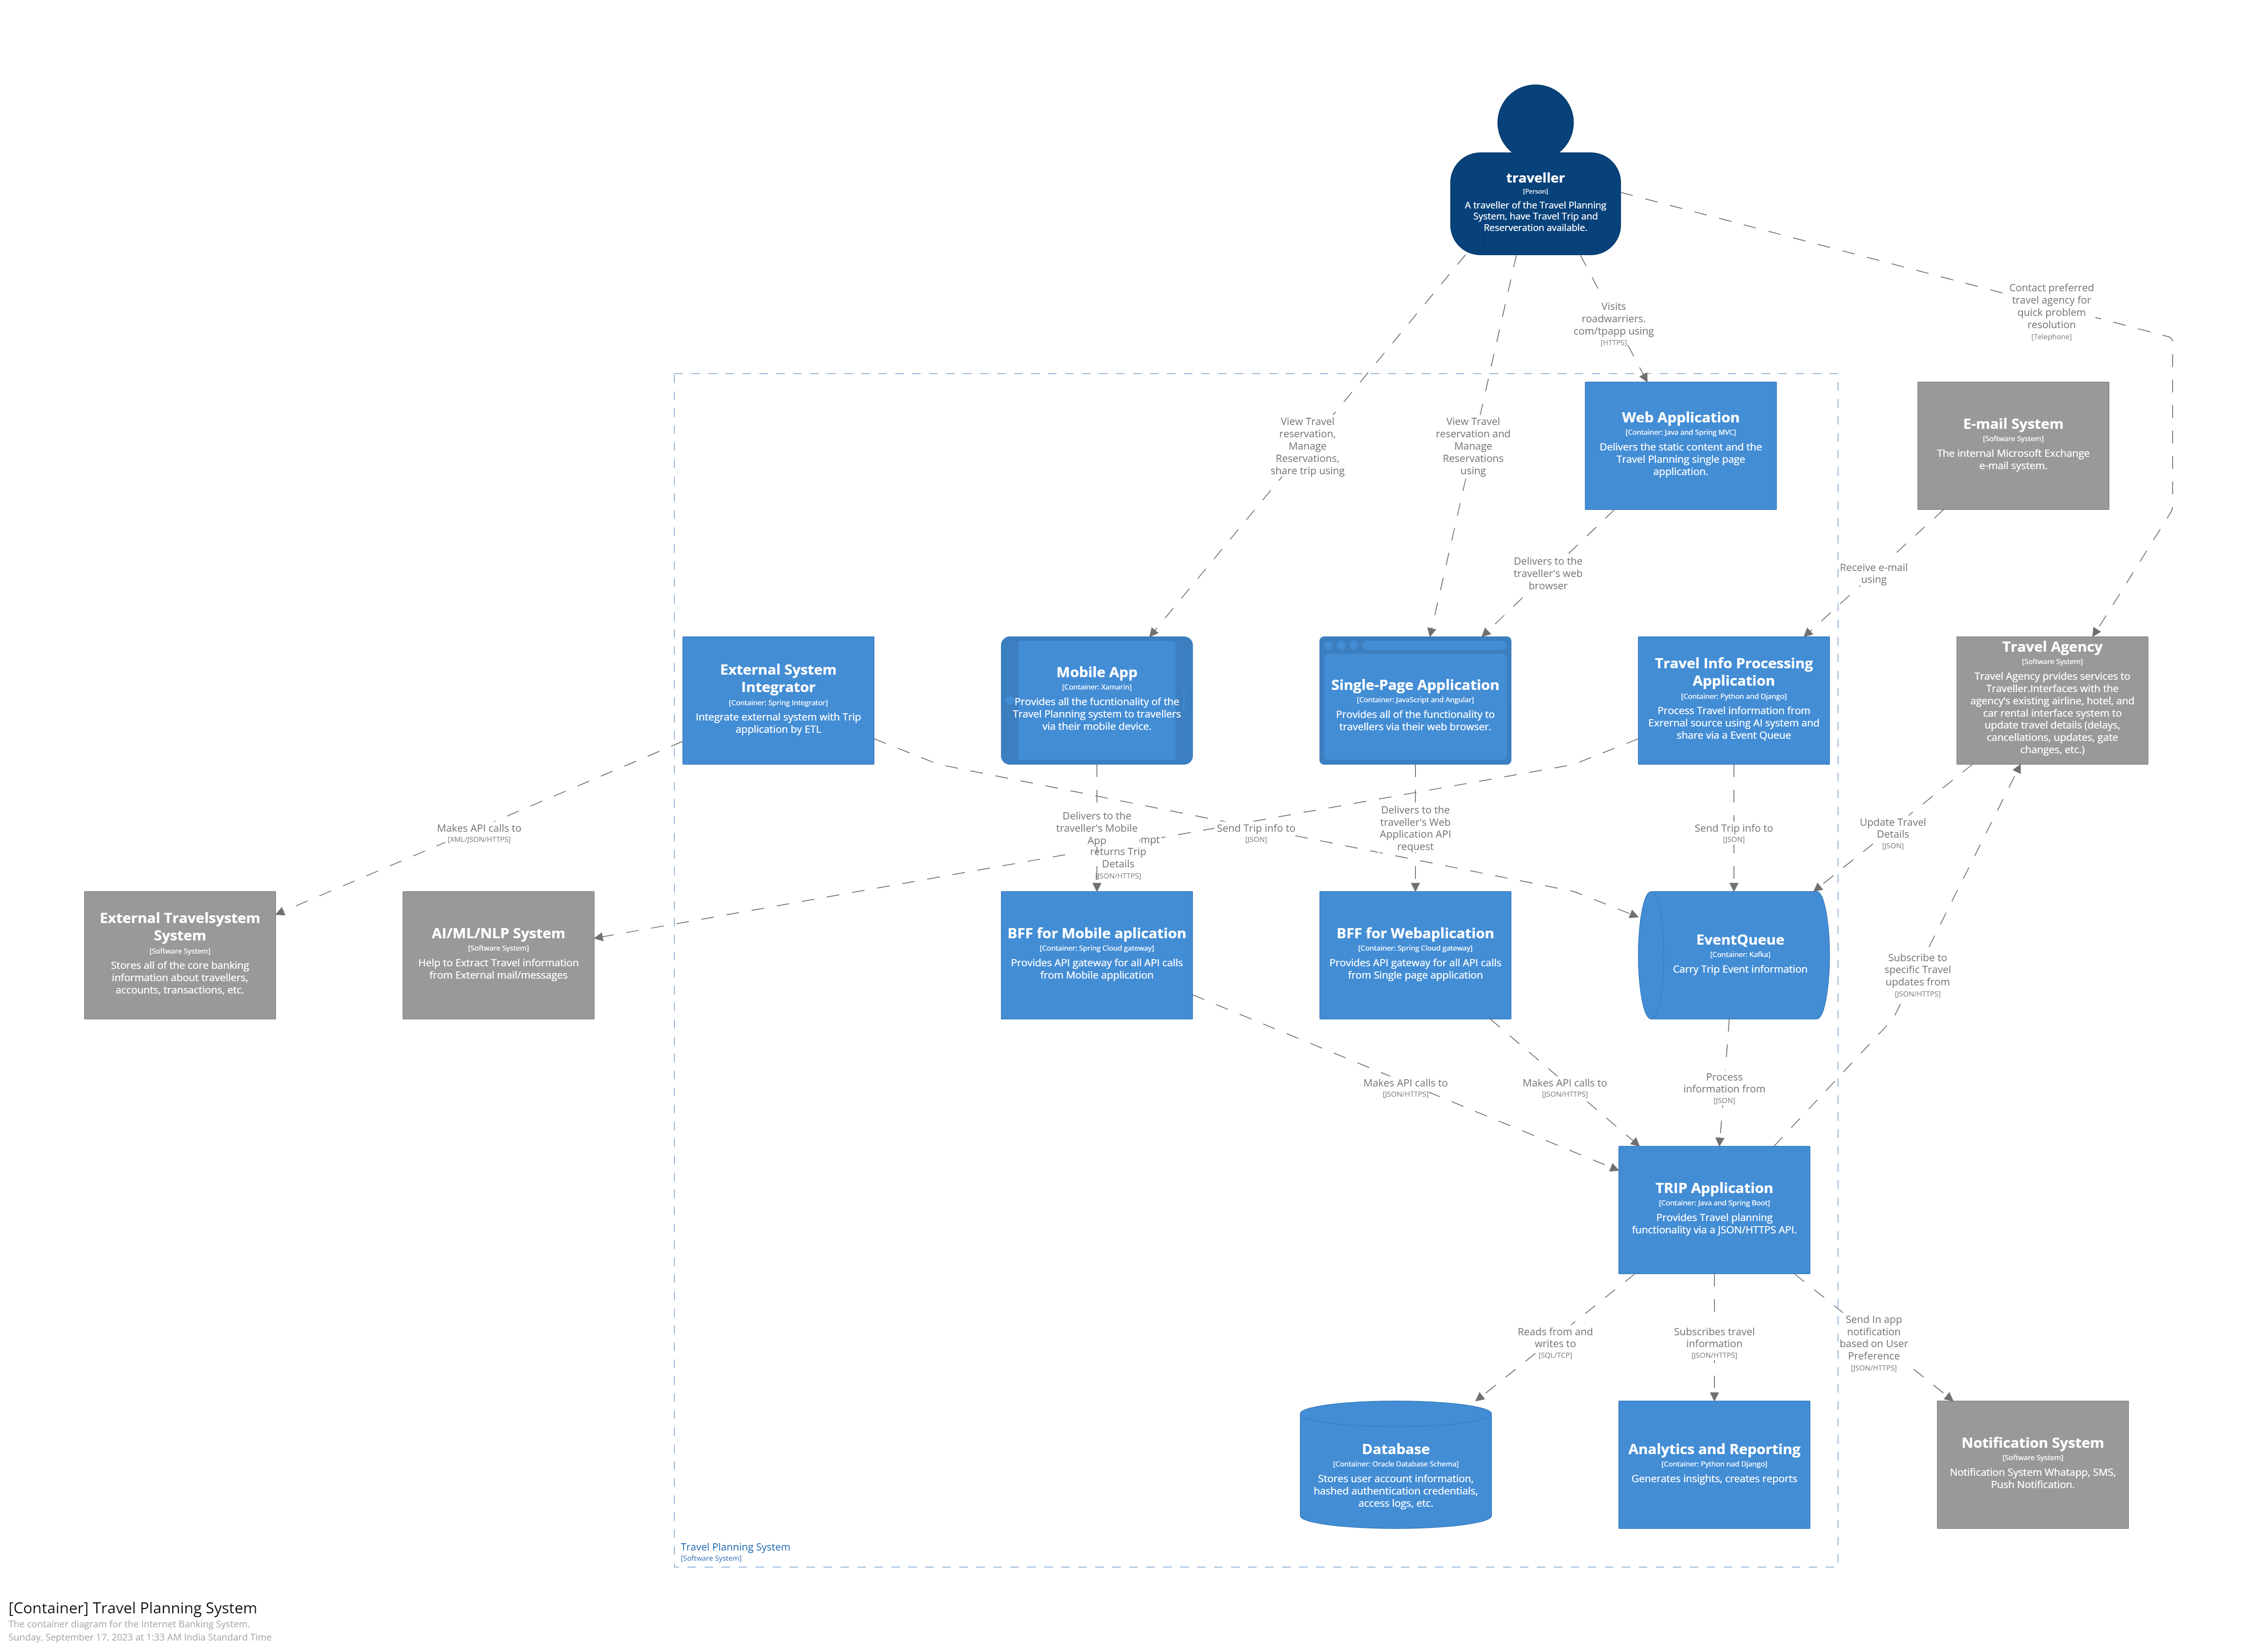 traveller
[Person]
A traveller of the Travel Planning
System, have Travel Trip and
Reserveration available.
Contact preferred
travel agency for
quick problem
resolution
[Telephone]
Visits
roadwarriers.
com/tpapp using
[HTTPS]
View Travel
reservation,
Manage
Reservations,
share trip using
View Travel
reservation and
Manage
Reservations
using
Web Application
[Container: Java and Spring MVC]
Delivers the static content and the
Travel Planning single page
application.
E-mail System
[Software System]
The internal Microsoft Exchange
e-mail system.
Delivers to the
traveller's web
browser
Receive e-mail
using
External System
Integrator
[Container: Spring Integrator]
Integrate external system with Trip
application by ETL
Mobile App
[Container: Xamarin]
Provides all the fucntionality of the
Travel Planning system to travellers
via their mobile device.
Single-Page Application
[Container: JavaScript and Angular]
Provides all of the functionality to
travellers via their web browser.
Travel Info Processing
Application
[Container: Python and Django]
Process Travel information from
Exrernal source using AI system and
share via a Event Queue
Travel Agency
[Software System]
Travel Agency prvides services to
Traveller.Interfaces with the
agency's existing airline, hotel, and
car rental interface system to
update travel details (delays,
cancellations, updates, gate
changes, etc.)
Makes API calls to
[XML/JSON/HTTPS]
Delivers to the
traveller's Mobile
App
mpt
returns Trip
Details
[JSON/HTTPS]
Send Trip info to
[JSON]
Delivers to the
traveller's Web
Application API
request
Send Trip info to
[JSON]
Update Travel
Details
[JSON]
External Travelsystem
System
[Software System]
Stores all of the core banking
information about travellers,
accounts, transactions, etc.
AI/ML/NLP System
[Software System]
Help to Extract Travel information
from External mail/messages
BFF for Mobile aplication
[Container: Spring Cloud gateway]
Provides API gateway for all API calls
from Mobile application
BFF for Webaplication
[Container: Spring Cloud gateway]
Provides API gateway for all API calls
from Single page application
EventQueue
[Container: Kafka]
Carry Trip Event information
Subscribe to
specific Travel
updates from
[JSON/HTTPS]
Makes API calls to
[JSON/HTTPS]
Makes API calls to
[JSON/HTTPS]
Process
information from
[JSON]
TRIP Application
[Container: Java and Spring Boot]
Provides Travel planning
functionality via a JSON/HTTPS API.
Reads from and
writes to
[SQL/TCP]
Subscribes travel
information
[JSON/HTTPS]
Send In app
notification
based on User
Preference
[JSON/HTTPS]
Database
[Container: Oracle Database Schema]
Stores user account information,
hashed authentication credentials,
access logs, etc.
Analytics and Reporting
[Container: Python nad Django]
Generates insights, creates reports
Notification System
[Software System]
Notification System Whatapp, SMS,
Push Notification.
Travel Planning System
[Software System]
[Container] Travel Planning System
The container diagram for the Internet Banking System.
Sunday, September 17, 2023 at 1:33 AM India Standard Time